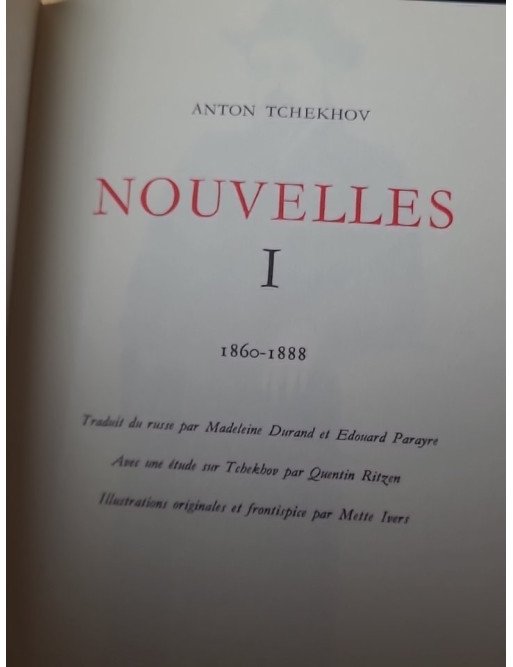 ANTON TCHEKHOV
NOUVELLES
I
1860-1888
Traduit du russe par Madeleine Durand et Edouard Parayre
Avec une étude sur Tchekhov par Quentin Ritzen
Illustrations originales et frontispice par Mette Ivers